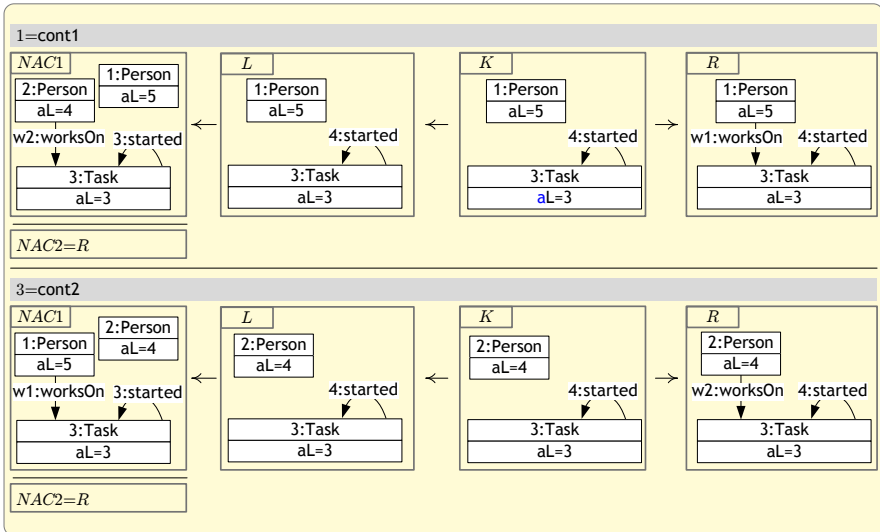 1=cont1
NAC1 L K R
1:Person 1:Person 1:Person 1:Person
2:Person aL=5 aL=5 aL=5 aL=5
aL=4
w2:worksOn 3:started 4:started 4:started w1:worksOn 4:started
3:Task 3:Task 3:Task 3:Task
aL=3 aL=3 aL=3 aL=3
NAC2=R
3=cont2
NAC1 L K R
2:Person 2:Person 2:Person 2:Person
1:Person aL=4 aL=4 aL=4 aL=4
aL=5
w1:worksOn 3:started 4:started 4:started w2:worksOn 4:started
3:Task 3:Task 3:Task 3:Task
aL=3 aL=3 aL=3 aL=3
NAC2=R